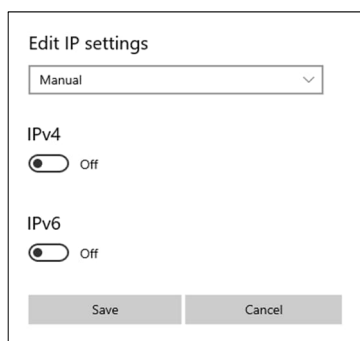 Edit IP settings
Manual
IPv4
Off
IPv6
Off
Save Cancel